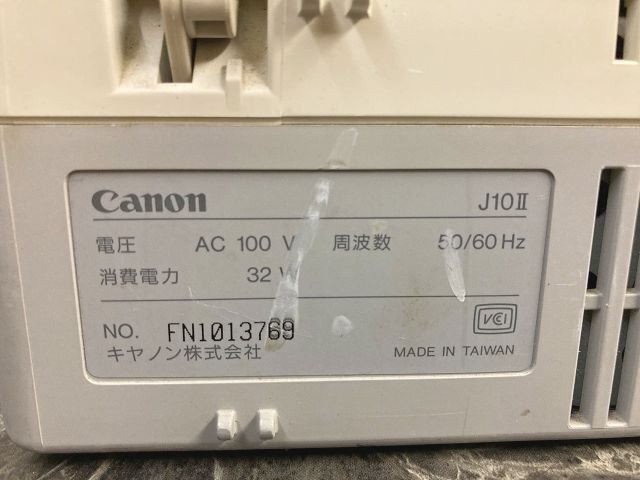 Canon J10Ⅱ
電圧 AC 100 V 周波数 50/60 Hz
消費電力 32 W
NO. FN1013769
VCI
キヤノン株式会社 MADE IN TAIWAN